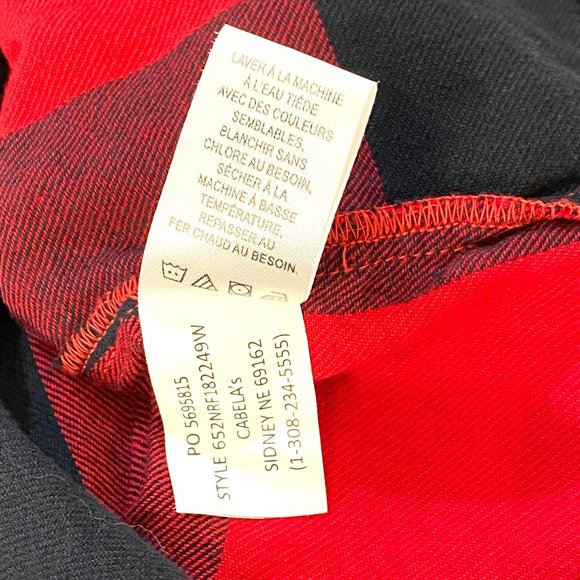 LAVER À LA MACHINE
À L'EAU TIÉDE
AVEC DES COULEURS
SEMBLABLES.
BLANCHIR SANS
CHLORE AU BESOIN.
SÉCHER À LA
MACHINE À BASSE
TEMPÉRATURE.
REPASSER AU
FER CHAUD AU BESOIN.
PO 5695815
STYLE 652NRF182249W
CABELA's
SIDNEY NE 69162
(1-308-234-5555)